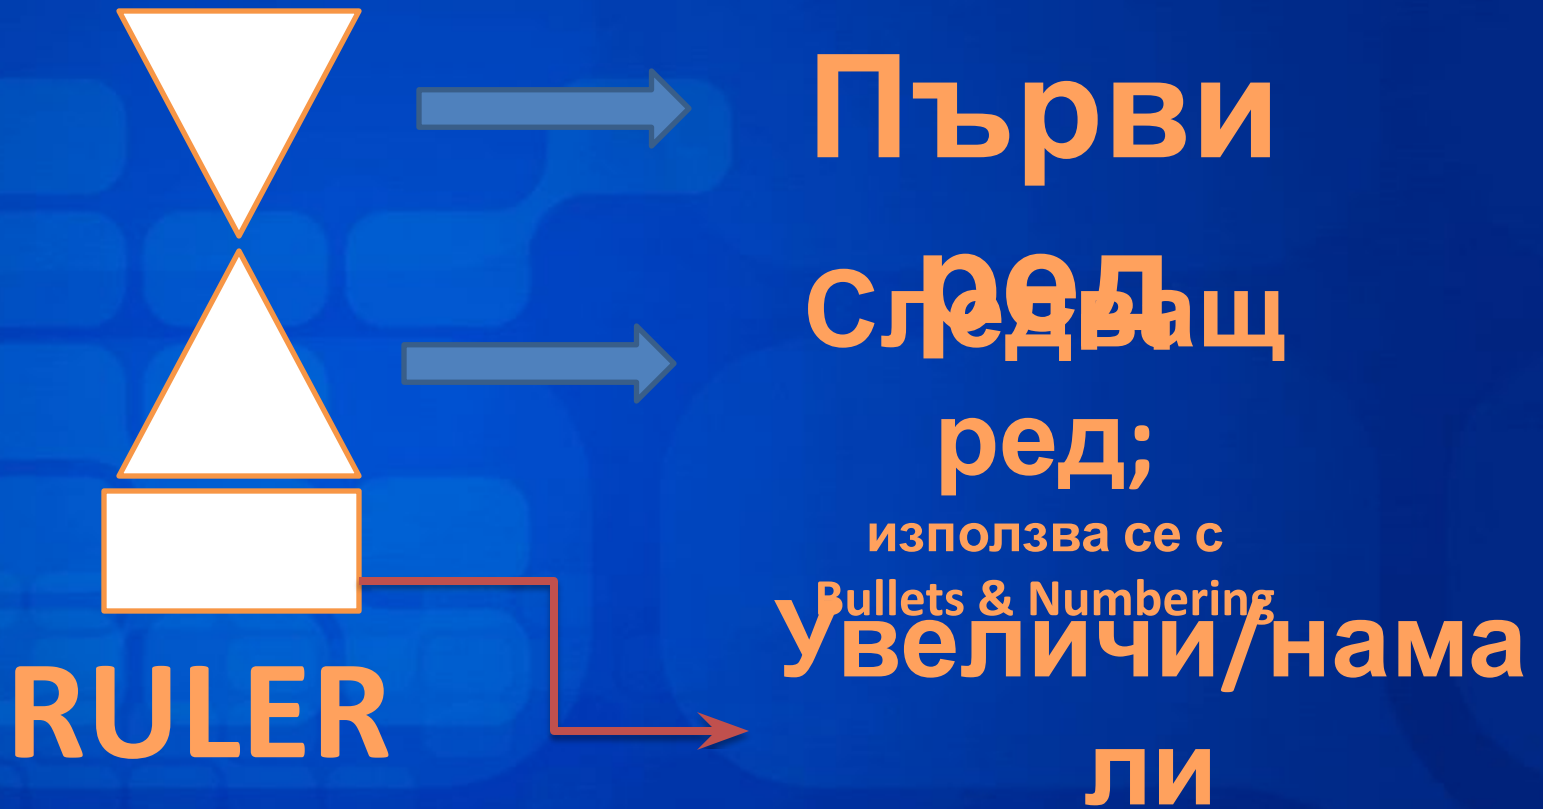 Първи
ред
Следващ
ред;
използва се с
Bullets & Numbering
Увеличи/нама
ли
RULER